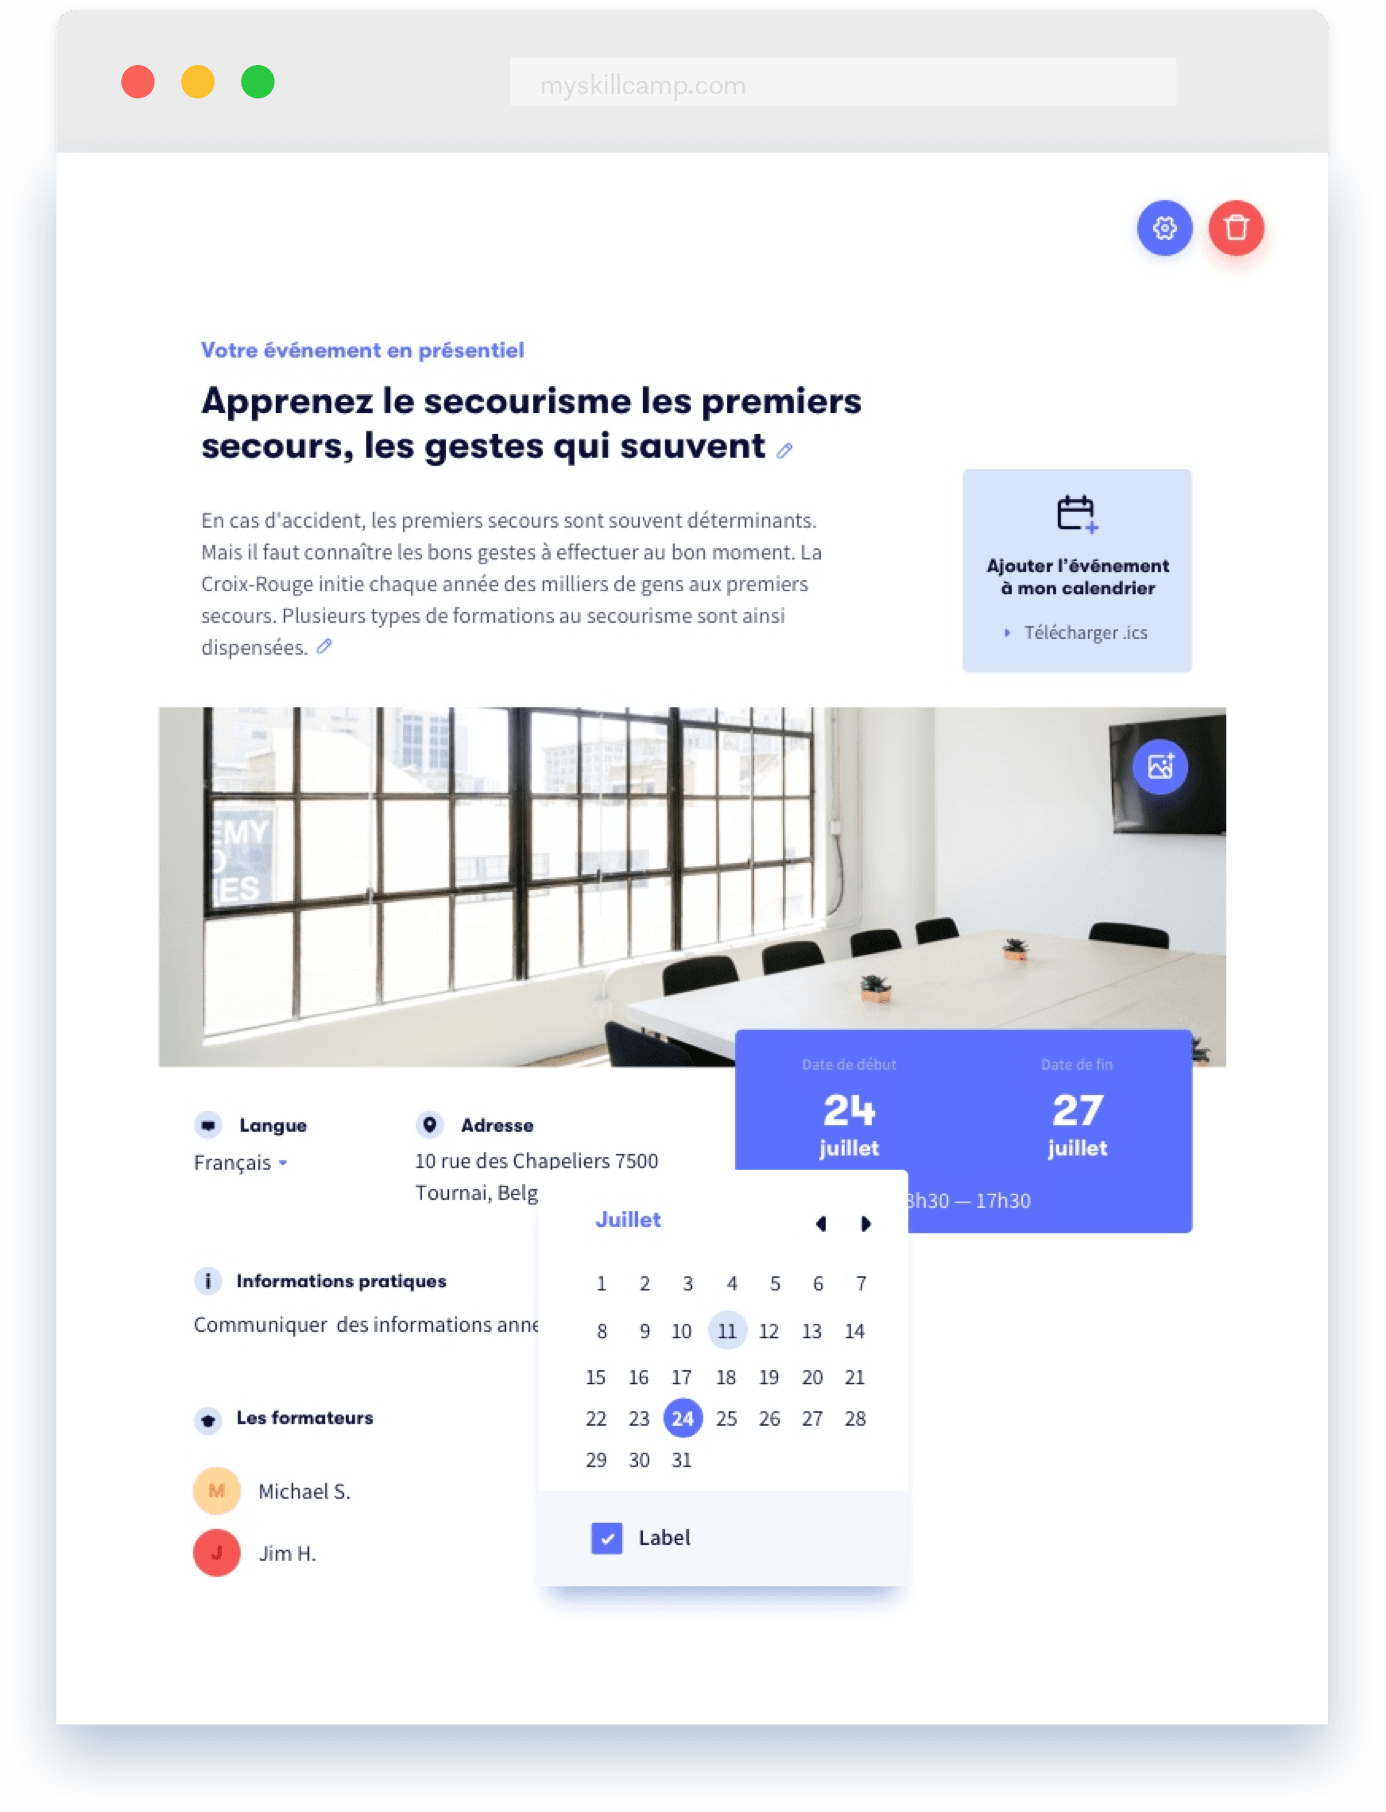 myskillcamp.com
Votre événement en présentiel
Apprenez le secourisme les premiers
secours, les gestes qui sauvent
En cas d'accident, les premiers secours sont souvent déterminants.
Mais il faut connaître les bons gestes à effectuer au bon moment. La
Croix-Rouge initie chaque année des milliers de gens aux premiers
secours. Plusieurs types de formations au secourisme sont ainsi
dispensées.
Ajouter l'événement
à mon calendrier
Télécharger .ics
EMY
IES
Date de début
Date de fin
24
27
juillet
juillet
h30 — 17h30
Langue
Français
Adresse
10 rue des Chapeliers 7500
Tournai, Belg
Informations pratiques
Communiquer des informations anne
Les formateurs
M
Michael S.
J
Jim H.
Juillet
1 2 3 4 5 6 7
8 9 10 11 12 13 14
15 16 17 18 19 20 21
22 23 24 25 26 27 28
29 30 31
Label